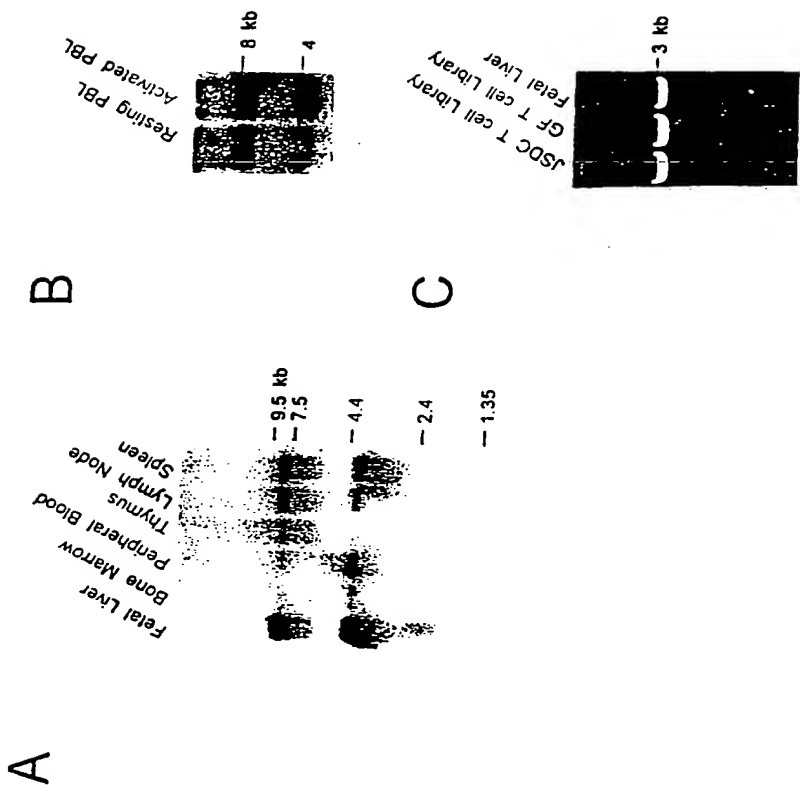 A
Fetal Liver
Bone Marrow
Peripheral Blood
Thymus
Lymph Node
Spleen
9.5 kb
7.5
4.4
2.4
1.35
B
Resting PBL
Activated PBL
8 kb
4
C
JSDC T cell Library
GF T cell Library
Fetal Liver
3 kb